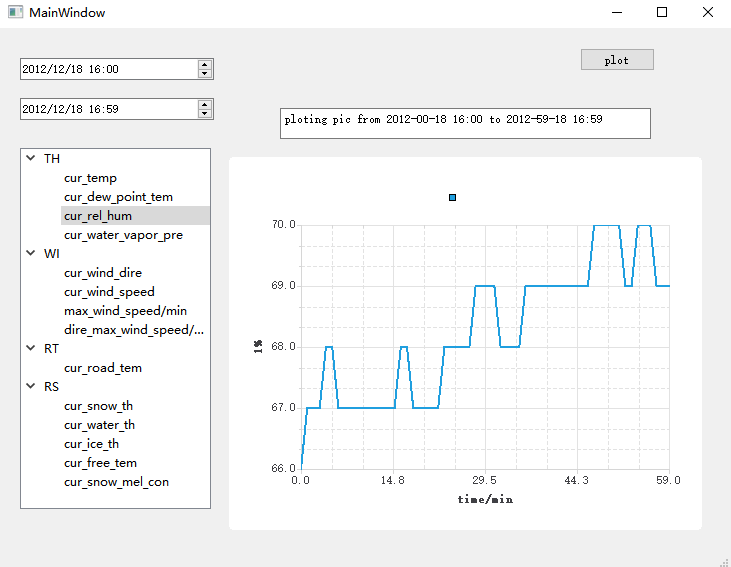 MainWindow
2012/12/18 16:00
plot
2012/12/18 16:59
ploting pic from 2012-00-18 16:00 to 2012-59-18 16:59
TH
cur_temp
cur_dew_point_tem
cur_rel_hum
cur_water_vapor_pre
WI
cur_wind_dire
cur_wind_speed
max_wind_speed/min
dire_max_wind_speed/...
RT
cur_road_tem
RS
cur_snow_th
cur_water_th
cur_ice_th
cur_free_tem
cur_snow_mel_con
70.0
69.0
68.0
67.0
66.0
1%
0.0 14.8 29.5 44.3 59.0
time/min